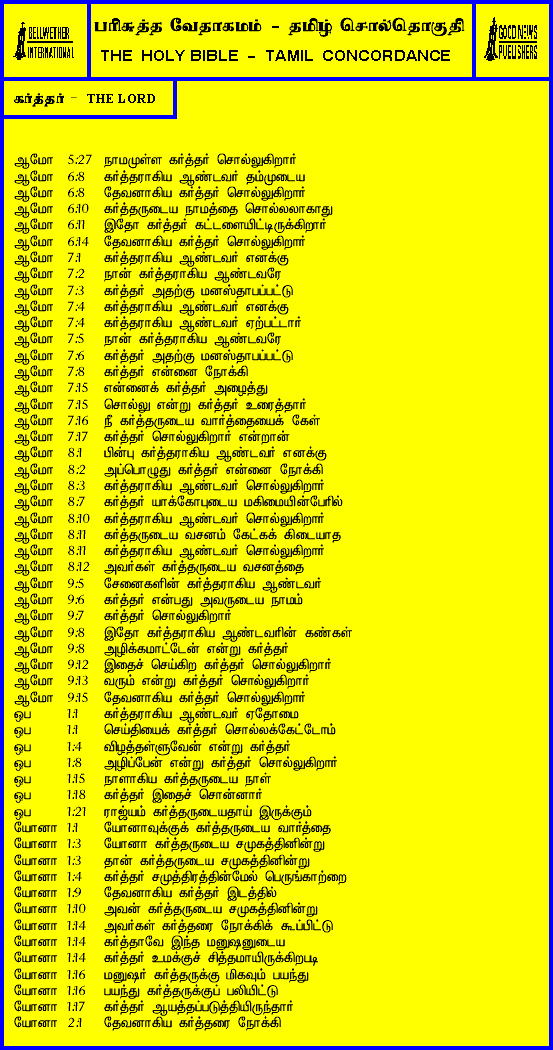 BELLWETHER
INTERNATIONAL
பரிசுத்த வேதாகமம் - தமிழ் சொல்தொகுதி
THE HOLY BIBLE - TAMIL CONCORDANCE
GOOD NEWS
PUBLISHERS
கர்த்தர் - THE LORD
ஆமோ 5:27 நாமமுள்ள கர்த்தர் சொல்லுகிறார்
ஆமோ 6:8 கர்த்தராகிய ஆண்டவர் தம்முடைய
ஆமோ 6:8 தேவனாகிய கர்த்தர் சொல்லுகிறார்
ஆமோ 6:10 கர்த்தருடைய நாமத்தை சொல்லலாகாது
ஆமோ 6:11 இதோ கர்த்தர் கட்டளையிட்டிருக்கிறார்
ஆமோ 6:14 தேவனாகிய கர்த்தர் சொல்லுகிறார்
ஆமோ 7:1 கர்த்தராகிய ஆண்டவர் எனக்கு
ஆமோ 7:2 நான் கர்த்தராகிய ஆண்டவரே
ஆமோ 7:3 கர்த்தர் அதற்கு மனஸ்தாபப்பட்டு
ஆமோ 7:4 கர்த்தராகிய ஆண்டவர் எனக்கு
ஆமோ 7:4 கர்த்தராகிய ஆண்டவர் ஏற்பட்டார்
ஆமோ 7:5 நான் கர்த்தராகிய ஆண்டவரே
ஆமோ 7:6 கர்த்தர் அதற்கு மனஸ்தாபப்பட்டு
ஆமோ 7:8 கர்த்தர் என்னை நோக்கி
ஆமோ 7:15 என்னைக் கர்த்தர் அழைத்து
ஆமோ 7:15 சொல்லு என்று கர்த்தர் உரைத்தார்
ஆமோ 7:16 நீ கர்த்தருடைய வார்த்தையைக் கேள்
ஆமோ 7:17 கர்த்தர் சொல்லுகிறார் என்றான்
ஆமோ 8:1 பின்பு கர்த்தராகிய ஆண்டவர் எனக்கு
ஆமோ 8:2 அப்பொழுது கர்த்தர் என்னை நோக்கி
ஆமோ 8:3 கர்த்தராகிய ஆண்டவர் சொல்லுகிறார்
ஆமோ 8:7 கர்த்தர் யாக்கோபுடைய மகிமையின்பேரில்
ஆமோ 8:10 கர்த்தராகிய ஆண்டவர் சொல்லுகிறார்
ஆமோ 8:11 கர்த்தருடைய வசனம் கேட்கக் கிடையாத
ஆமோ 8:11 கர்த்தராகிய ஆண்டவர் சொல்லுகிறார்
ஆமோ 8:12 அவர்கள் கர்த்தருடைய வசனத்தை
ஆமோ 9:5 சேனைகளின் கர்த்தராகிய ஆண்டவர்
ஆமோ 9:6 கர்த்தர் என்பது அவருடைய நாமம்
ஆமோ 9:7 கர்த்தர் சொல்லுகிறார்
ஆமோ 9:8 இதோ கர்த்தராகிய ஆண்டவரின் கண்கள்
ஆமோ 9:8 அழிக்கமாட்டேன் என்று கர்த்தர்
ஆமோ 9:12 இதைச் செய்கிற கர்த்தர் சொல்லுகிறார்
ஆமோ 9:13 வரும் என்று கர்த்தர் சொல்லுகிறார்
ஆமோ 9:15 தேவனாகிய கர்த்தர் சொல்லுகிறார்
ஒப 1:1 கர்த்தராகிய ஆண்டவர் ஏதோமை
ஒப 1:1 செய்தியைக் கர்த்தர் சொல்லக்கேட்டோம்
ஒப 1:4 விழத்தள்ளுவேன் என்று கர்த்தர்
ஒப 1:8 அழிப்பேன் என்று கர்த்தர் சொல்லுகிறார்
ஒப 1:15 நாளாகிய கர்த்தருடைய நாள்
ஒப 1:18 கர்த்தர் இதைச் சொன்னார்
ஒப 1:21 ராஜ்யம் கர்த்தருடையதாய் இருக்கும்
யோனா 1:1 யோனாவுக்குக் கர்த்தருடைய வார்த்தை
யோனா 1:3 யோனா கர்த்தருடைய சமுகத்தினின்று
யோனா 1:3 தான் கர்த்தருடைய சமுகத்தினின்று
யோனா 1:4 கர்த்தர் சமுத்திரத்தின்மேல் பெருங்காற்றை
யோனா 1:9 தேவனாகிய கர்த்தர் இடத்தில்
யோனா 1:10 அவன் கர்த்தருடைய சமுகத்தினின்று
யோனா 1:14 அவர்கள் கர்த்தரை நோக்கிக் கூப்பிட்டு
யோனா 1:14 கர்த்தாவே இந்த மனுஷனுடைய
யோனா 1:14 கர்த்தர் உமக்குச் சித்தமாயிருக்கிறபடி
யோனா 1:16 மனுஷர் கர்த்தருக்கு மிகவும் பயந்து
யோனா 1:16 பயந்து கர்த்தருக்குப் பலியிட்டு
யோனா 1:17 கர்த்தர் ஆயத்தப்படுத்தியிருந்தார்
யோனா 2:1 தேவனாகிய கர்த்தரை நோக்கி